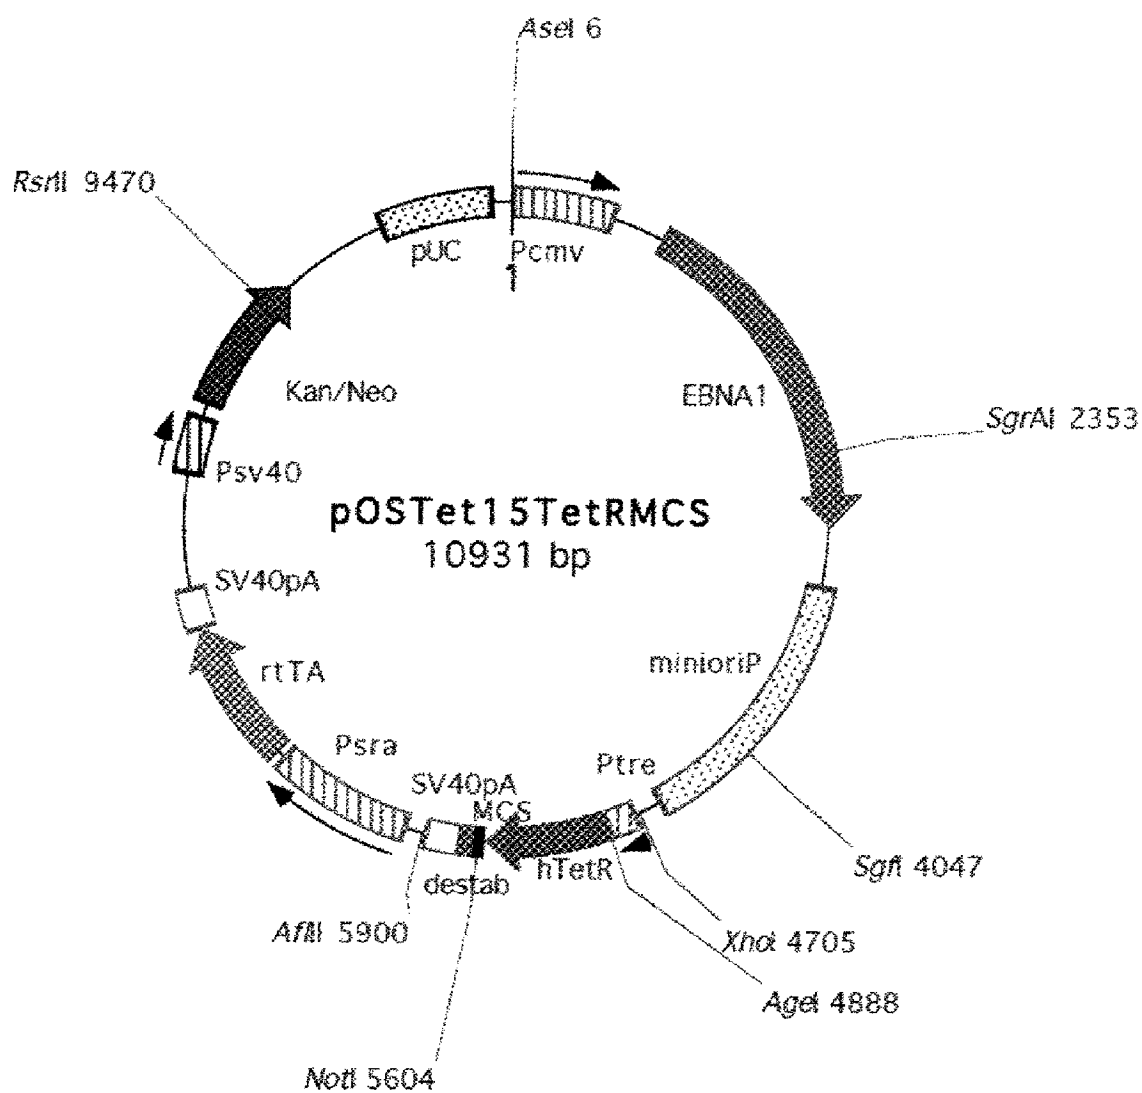 AseI 6
RsrII 9470
pUC
Pcmv
1
Kan/Neo
EBNA1
SgrAI 2353
Psv40
pOSTet15TetRMCS
10931 bp
SV40pA
minioriP
rtTA
Psra
Ptre
SV40pA
MCS
hTetR
destab
SgfI 4047
AflII 5900
XhoI 4705
AgeI 4888
NotI 5604